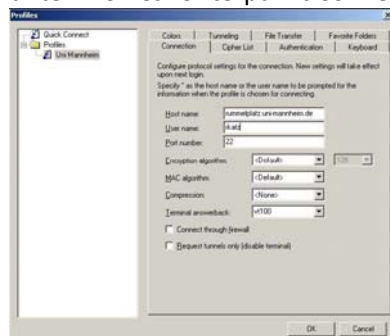 Profiles
Quick Connect
Profiles
Uni Mannheim
Colors
Tunneling
File Transfer
Favorite Folders
Connection
Cipher List
Authentication
Keyboard
Configure protocol settings for the connection. New settings will take effect
upon next login.
Specify * as the host name or the user name to be prompted for the
information when the profile is chosen for connecting.
Host name: rummelplatz.uni-mannheim.de
User name: skatz
Port number: 22
Encryption algorithm: <Default> 128
MAC algorithm: <Default>
Compression: <None>
Terminal answerback: vt100
Connect through firewall
Request tunnels only (disable terminal)
OK
Cancel